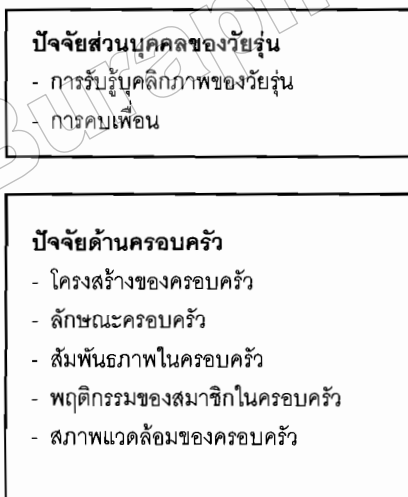 ปัจจัยส่วนบุคคลของวัยรุ่น
- การรับรู้บุคลิกภาพของวัยรุ่น
- การคบเพื่อน
ปัจจัยด้านครอบครัว
- โครงสร้างของครอบครัว
- ลักษณะครอบครัว
- สัมพันธภาพในครอบครัว
- พฤติกรรมของสมาชิกในครอบครัว
- สภาพแวดล้อมของครอบครัว